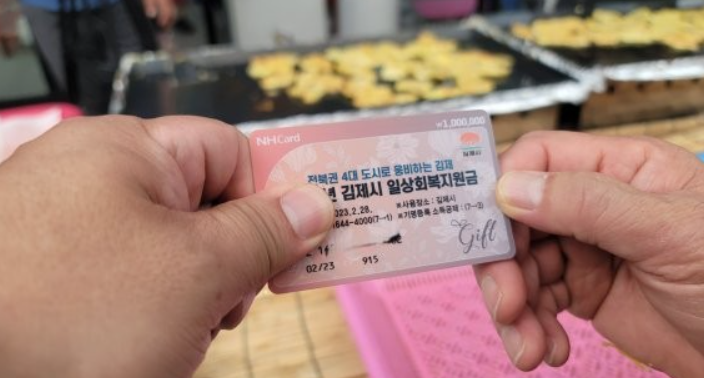 NHCard
₩1,000,000
김제시
전북권 4대 도시로 웅비하는 김제
년 김제시 일상회복지원금
023.2.28. ※사용장소 : 김제시
644-4000(7→1) ※기명등록 소득공제 : (7→3)
Gift
02/23 915